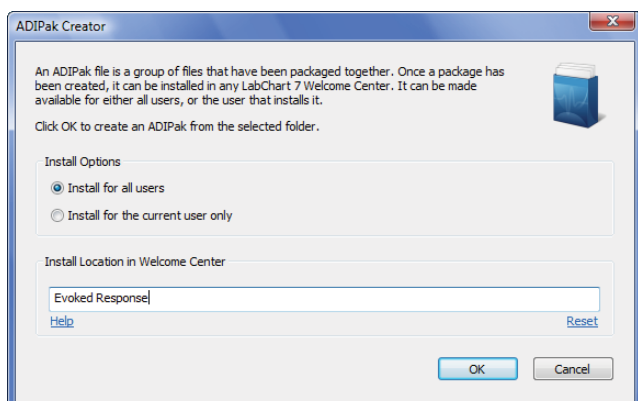 ADIPak Creator
An ADIPak file is a group of files that have been packaged together. Once a package has
been created, it can be installed in any LabChart 7 Welcome Center. It can be made
available for either all users, or the user that installs it.
Click OK to create an ADIPak from the selected folder.
Install Options
Install for all users
Install for the current user only
Install Location in Welcome Center
Evoked Response
Help Reset
OK Cancel